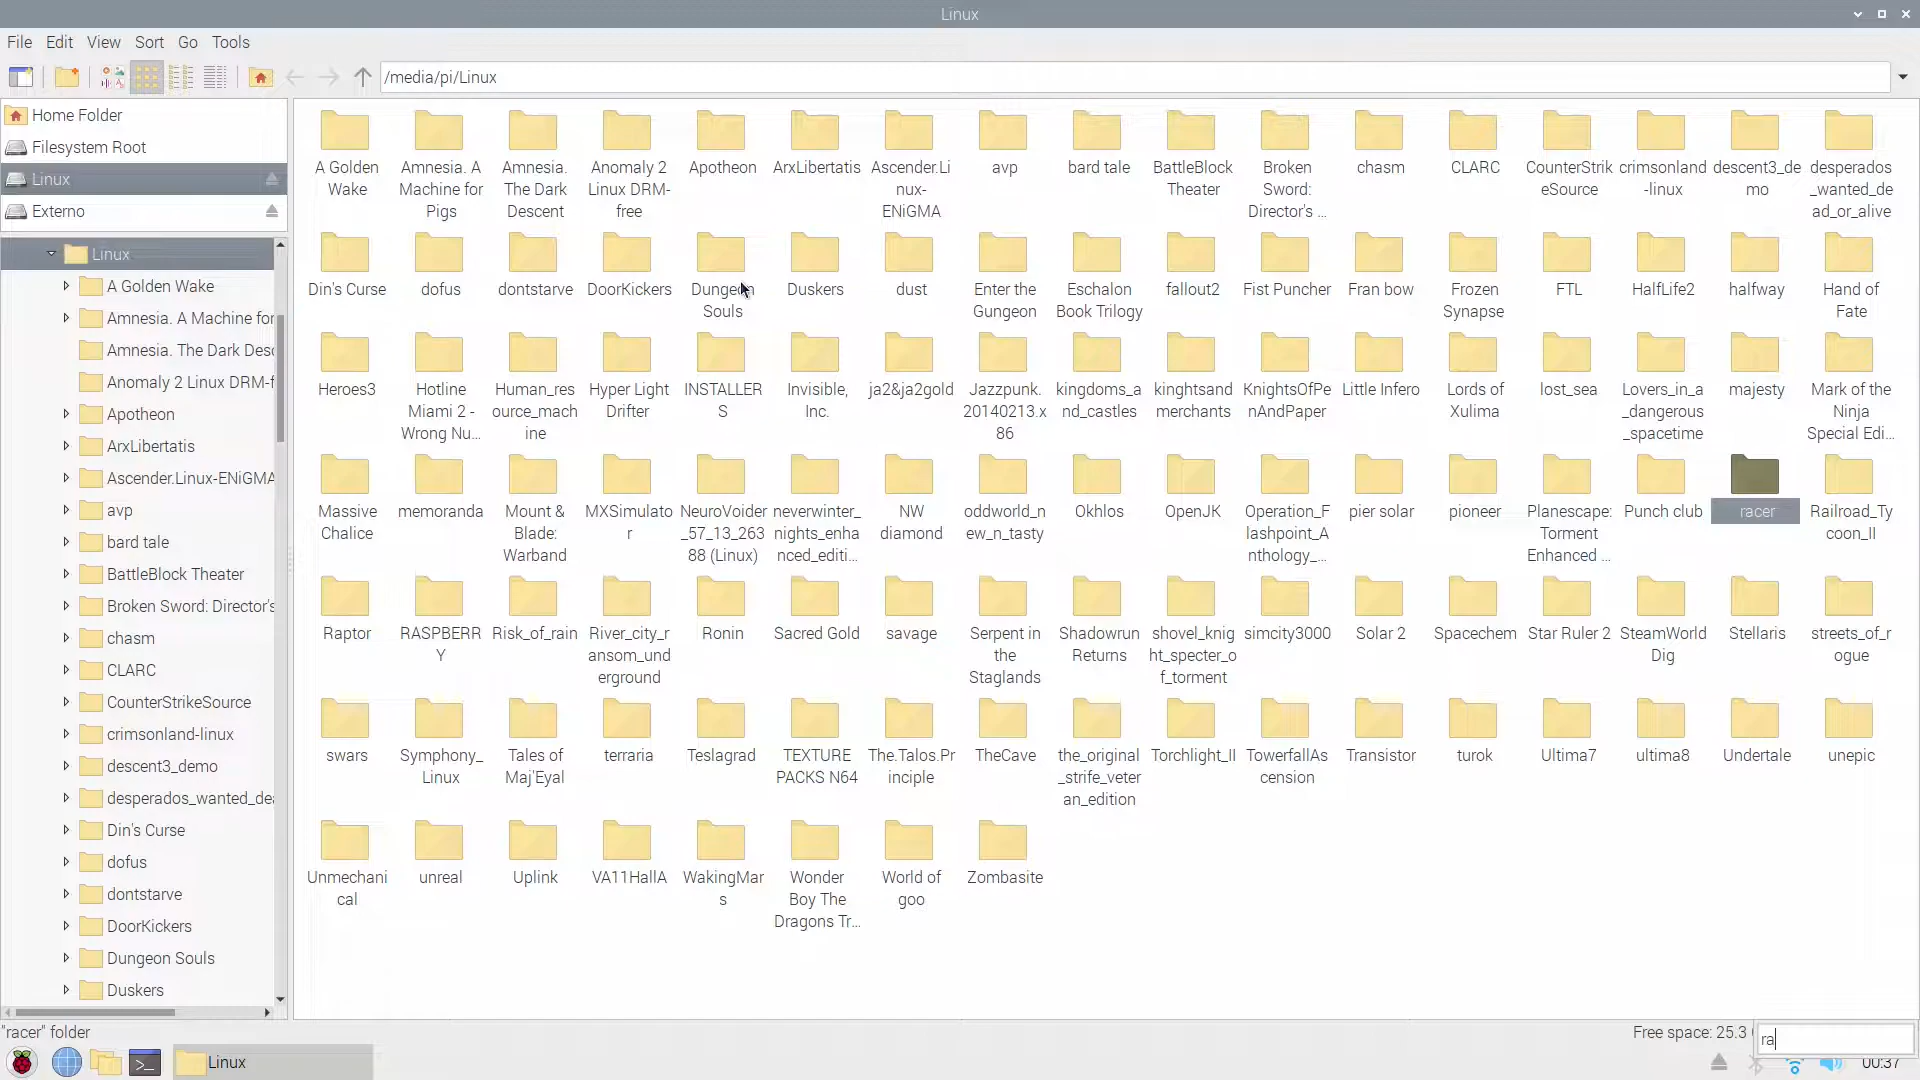 Linux
File Edit View Sort Go Tools
/media/pi/Linux
Home Folder
Filesystem Root
Linux
Externo
Linux
A Golden Wake
Amnesia. A Machine for
Amnesia. The Dark Desc
Anomaly 2 Linux DRM-f
Apotheon
ArxLibertatis
Ascender.Linux-ENiGMA
avp
bard tale
BattleBlock Theater
Broken Sword: Director's
chasm
CLARC
CounterStrikeSource
crimsonland-linux
descent3_demo
desperados_wanted_dea
Din's Curse
dofus
dontstarve
DoorKickers
Dungeon Souls
Duskers
A Golden Wake
Amnesia. A Machine for Pigs
Amnesia. The Dark Descent
Anomaly 2 Linux DRM-free
Apotheon
ArxLibertatis
Ascender.Linux-ENiGMA
avp
bard tale
BattleBlock Theater
Broken Sword: Director's ...
chasm
CLARC
CounterStrikeSource
crimsonland-linux
descent3_demo
desperados_wanted_dead_or_alive
Din's Curse
dofus
dontstarve
DoorKickers
Dungeon Souls
Duskers
dust
Enter the Gungeon
Eschalon Book Trilogy
fallout2
Fist Puncher
Fran bow
Frozen Synapse
FTL
HalfLife2
halfway
Hand of Fate
Heroes3
Hotline Miami 2 - Wrong Nu...
Human_resource_machine
Hyper Light Drifter
INSTALLERS
Invisible, Inc.
ja2&ja2gold
Jazzpunk.20140213.x86
kingdoms_and_castles
kinghtsandmerchants
KnightsOfPenAndPaper
Little Infero
Lords of Xulima
lost_sea
Lovers_in_a_dangerous_spacetime
majesty
Mark of the Ninja Special Edi...
Massive Chalice
memoranda
Mount & Blade: Warband
MXSimulator
NeuroVoider_57_13_26388 (Linux)
neverwinter_nights_enhanced_editi...
NW diamond
oddworld_new_n_tasty
Okhlos
OpenJK
Operation_Flashpoint_Anthology_...
pier solar
pioneer
Planescape: Torment Enhanced ...
Punch club
racer
Railroad_Tycoon_II
Raptor
RASPBERRY
Risk_of_rain
River_city_ransom_underground
Ronin
Sacred Gold
savage
Serpent in the Staglands
Shadowrun Returns
shovel_knight_specter_of_torment
simcity3000
Solar 2
Spacechem
Star Ruler 2
SteamWorld Dig
Stellaris
streets_of_rogue
swars
Symphony_Linux
Tales of Maj'Eyal
terraria
Teslagrad
TEXTURE PACKS N64
The.Talos.Principle
TheCave
the_original_strife_veteran_edition
Torchlight_II
TowerfallAscension
Transistor
turok
Ultima7
ultima8
Undertale
unepic
Unmechanical
unreal
Uplink
VA11HallA
WakingMars
Wonder Boy The Dragons Tr...
World of goo
Zombasite
"racer" folder
Free space: 25.3
ra
Linux
00:37